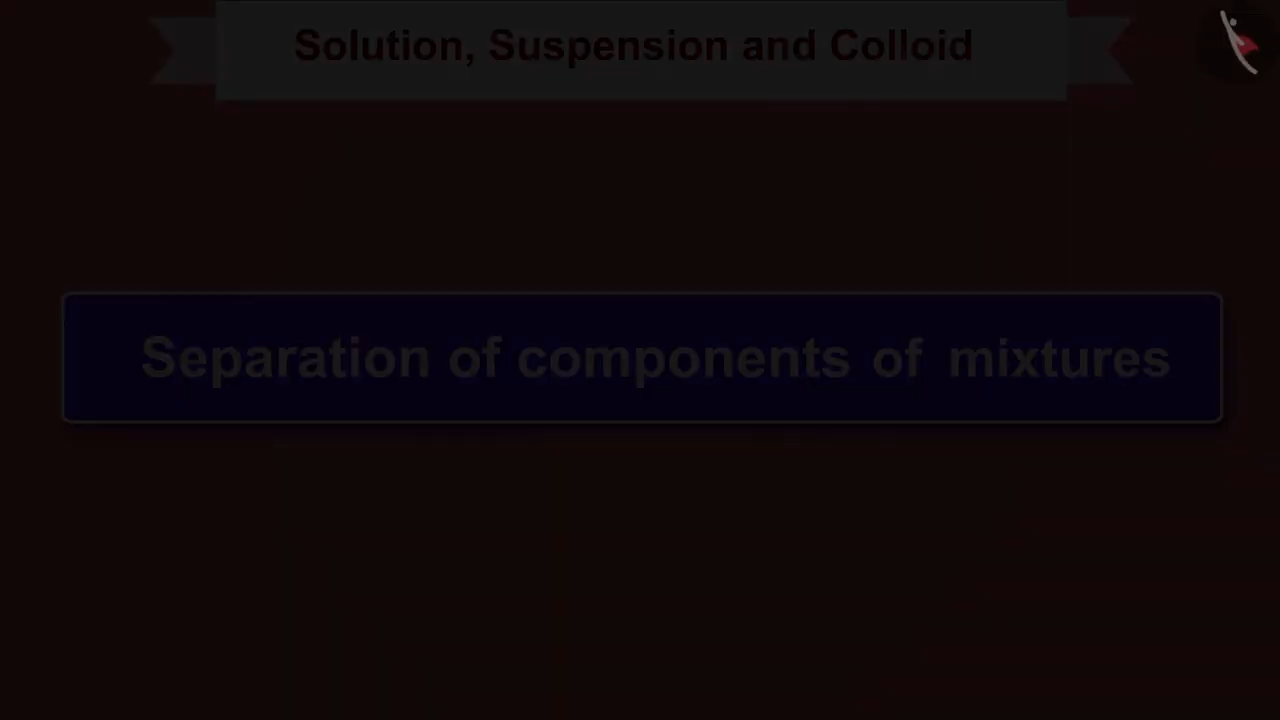 Solution, Suspension and Colloid
Separation of components of mixtures